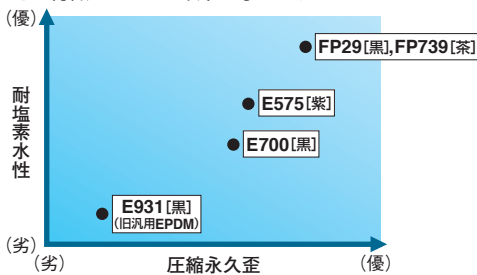 (優)
FP29[黒],FP739[茶]
E575[紫]
耐塩素水性
E700[黒]
E931[黒]
(旧汎用EPDM)
(劣)
(劣) 圧縮永久歪 (優)